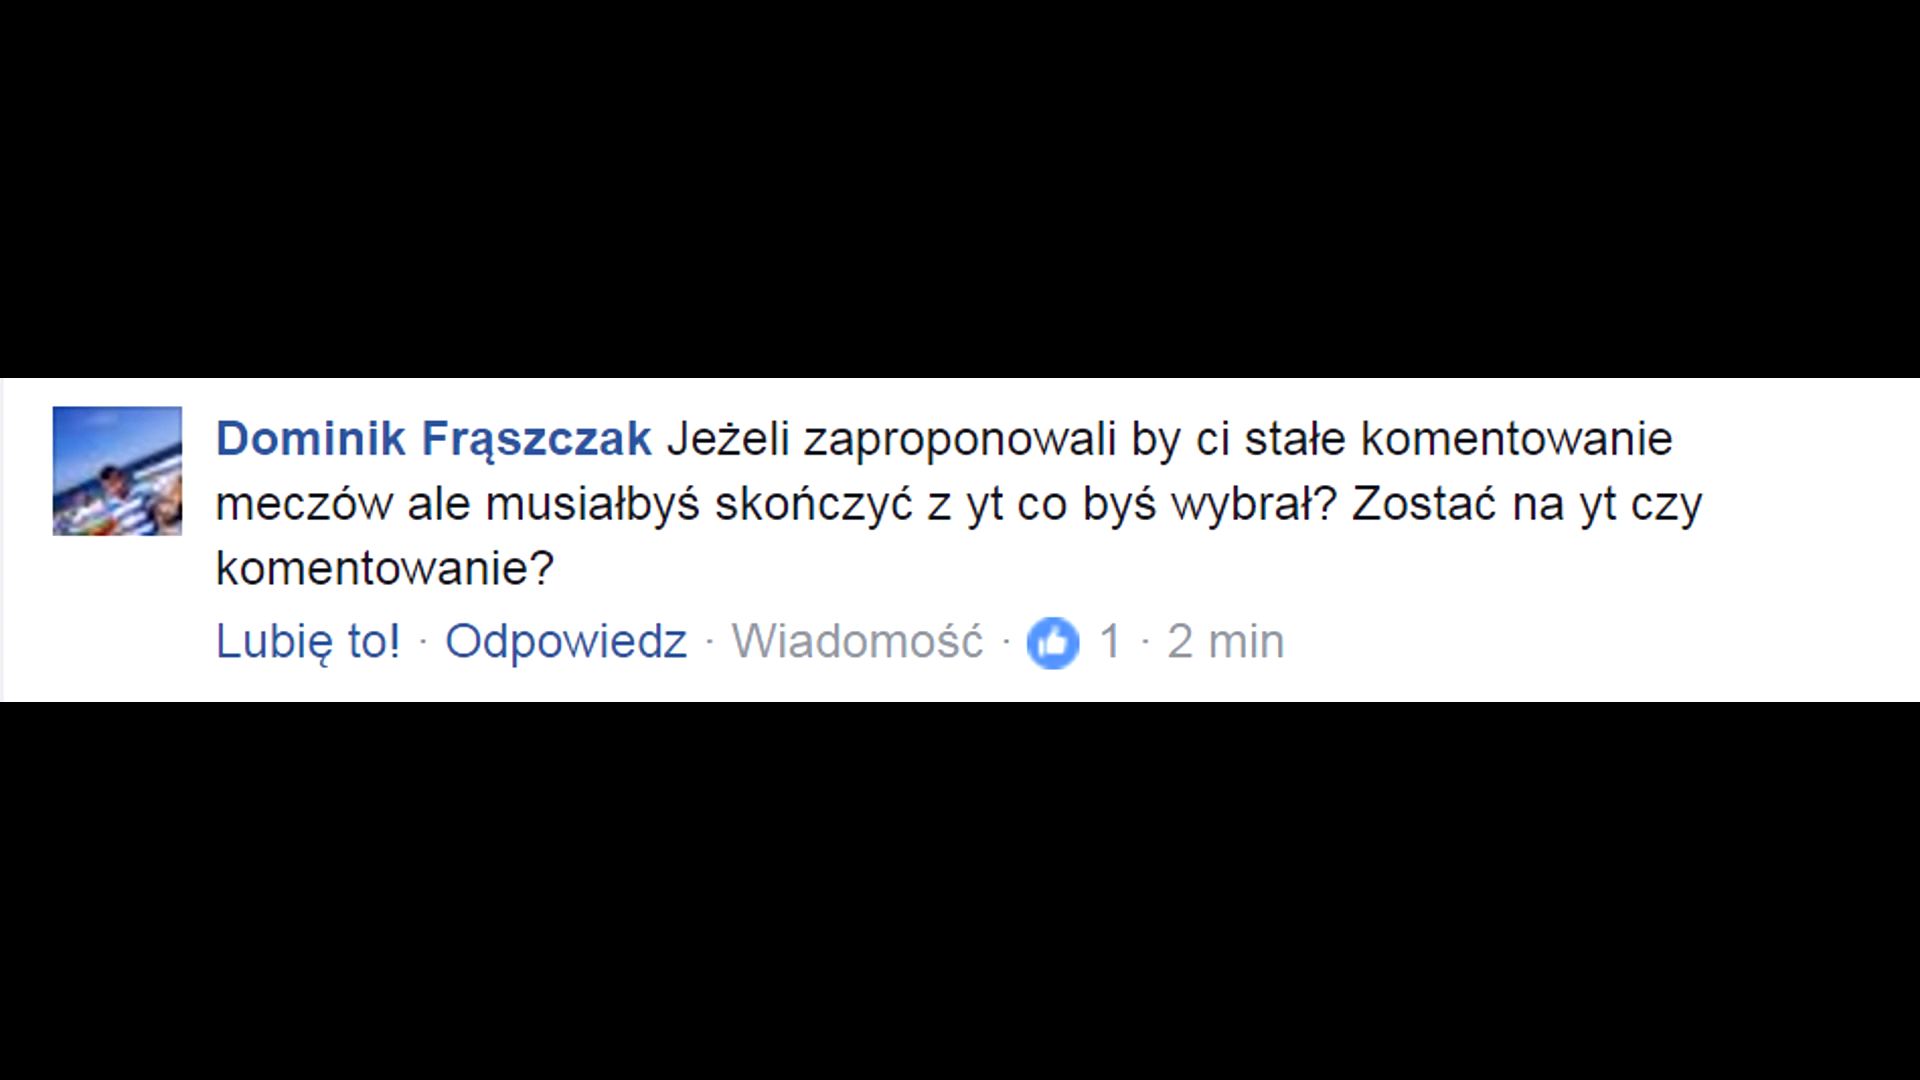 Dominik Frąszczak Jeżeli zaproponowali by ci stałe komentowanie
meczów ale musiałbyś skończyć z yt co byś wybrał? Zostać na yt czy
komentowanie?
Lubię to! · Odpowiedz · Wiadomość · 1 · 2 min